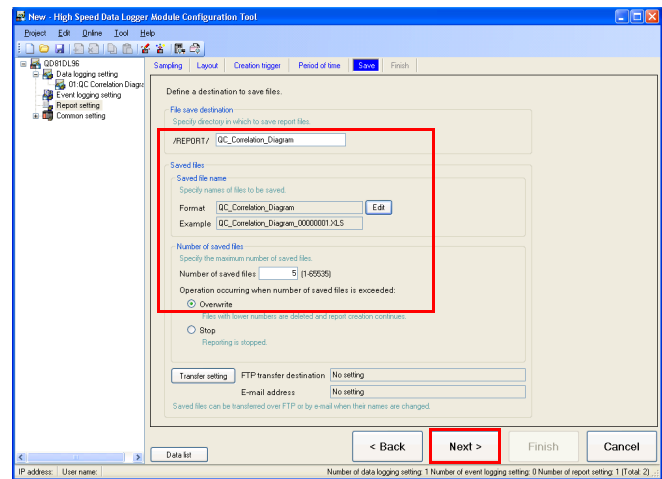 New - High Speed Data Logger Module Configuration Tool
Project Edit Online Tool Help
QD81DL96
Data logging setting
01:QC Correlation Diagra
Event logging setting
Report setting
Common setting
Sampling Layout Creation trigger Period of time Save Finish
Define a destination to save files.
File save destination
Specify directory in which to save report files.
/REPORT/ QC_Correlation_Diagram
Saved files
Saved file name
Specify names of files to be saved.
Format QC_Correlation_Diagram Edit
Example QC_Correlation_Diagram_00000001.XLS
Number of saved files
Specify the maximum number of saved files.
Number of saved files 5 (1-65535)
Operation occurring when number of saved files is exceeded:
Overwrite
Files with lower numbers are deleted and report creation continues.
Stop
Reporting is stopped.
Transfer setting FTP transfer destination No setting
E-mail address No setting
Saved files can be transferred over FTP or by e-mail when their names are changed.
Data list
< Back Next > Finish Cancel
IP address: User name: Number of data logging setting: 1 Number of event logging setting: 0 Number of report setting: 1 (Total: 2)